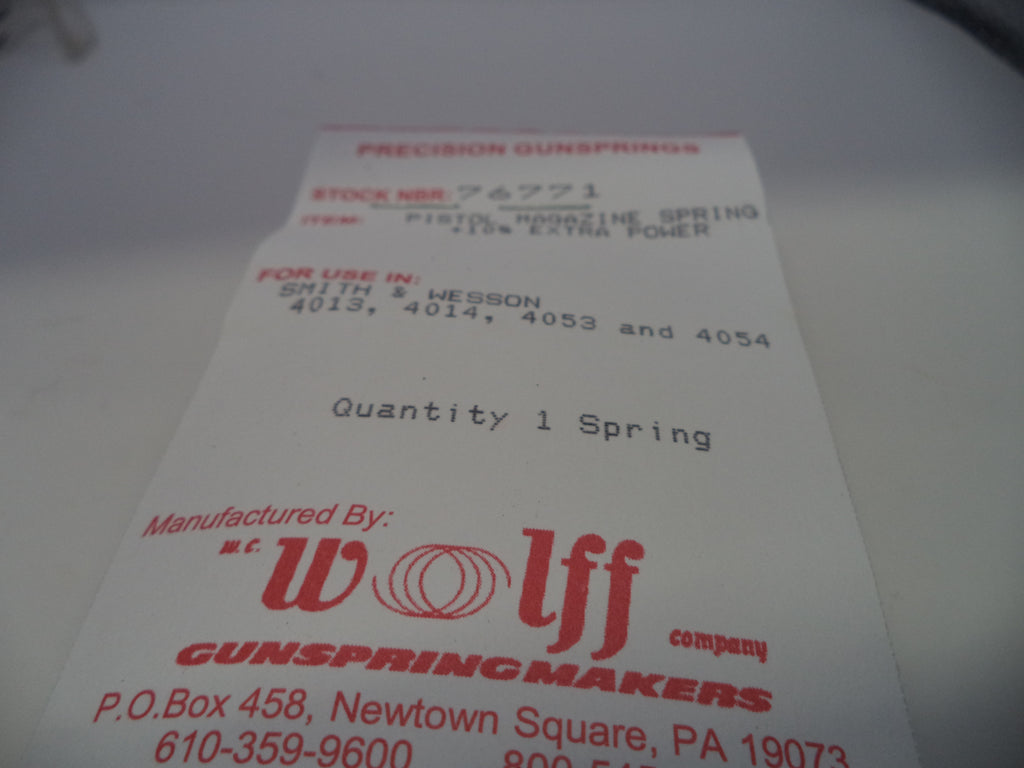 PRECISION GUNSPRINGS
STOCK NBR: 76771
ITEM: PISTOL MAGAZINE SPRING
+10% EXTRA POWER
FOR USE IN:
SMITH & WESSON
4013, 4014, 4053 and 4054
Quantity 1 Spring
Manufactured By:
W.C. Wolff company
GUNSPRINGMAKERS
P.O.Box 458, Newtown Square, PA 19073
610-359-9600